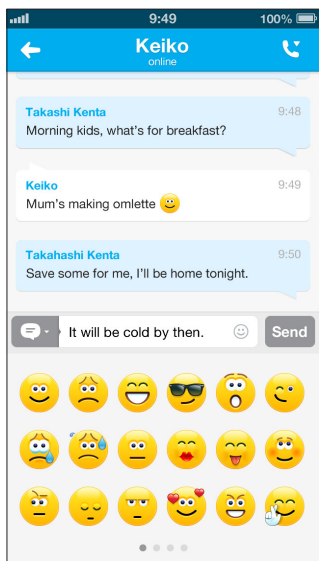 9:49
100%
Keiko
online
Takashi Kenta
9:48
Morning kids, what's for breakfast?
Keiko
9:49
Mum's making omlette
Takahashi Kenta
9:50
Save some for me, I'll be home tonight.
It will be cold by then.
Send